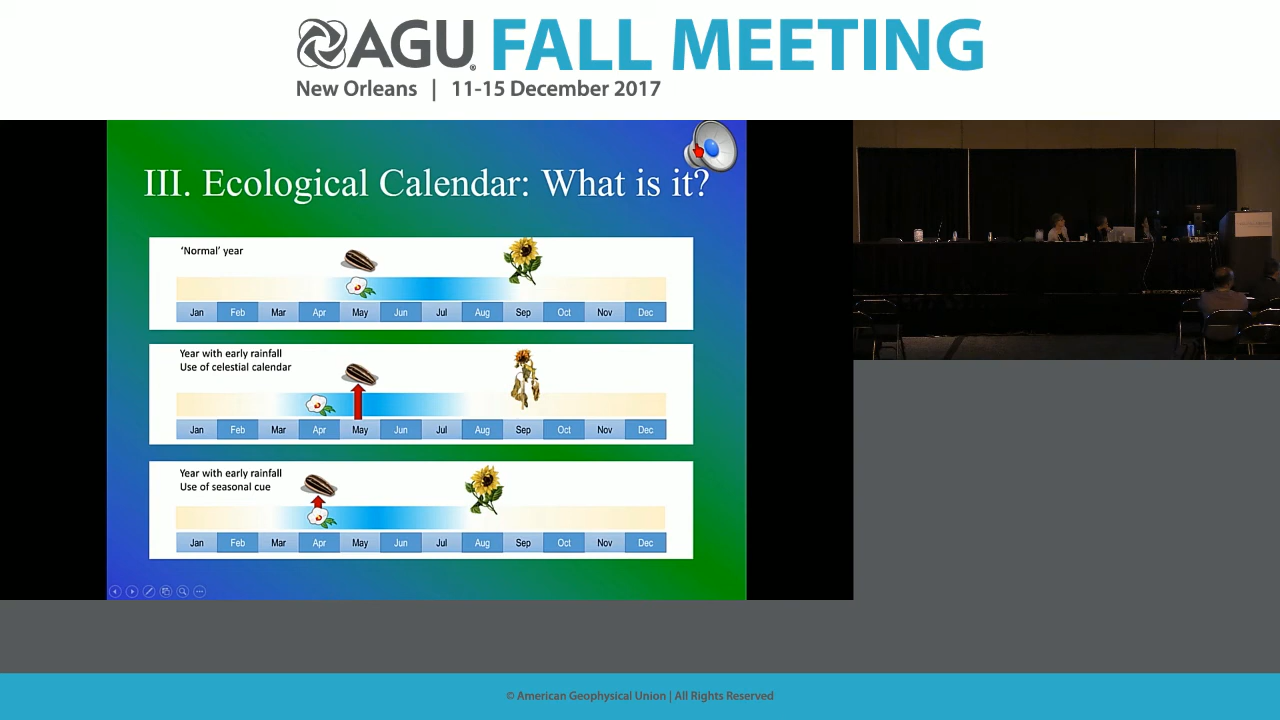 AGU FALL MEETING
New Orleans | 11-15 December 2017
III. Ecological Calendar: What is it?
‘Normal’ year
Jan Feb Mar Apr May Jun Jul Aug Sep Oct Nov Dec
Year with early rainfall
Use of celestial calendar
Jan Feb Mar Apr May Jun Jul Aug Sep Oct Nov Dec
Year with early rainfall
Use of seasonal cue
Jan Feb Mar Apr May Jun Jul Aug Sep Oct Nov Dec
© American Geophysical Union | All Rights Reserved